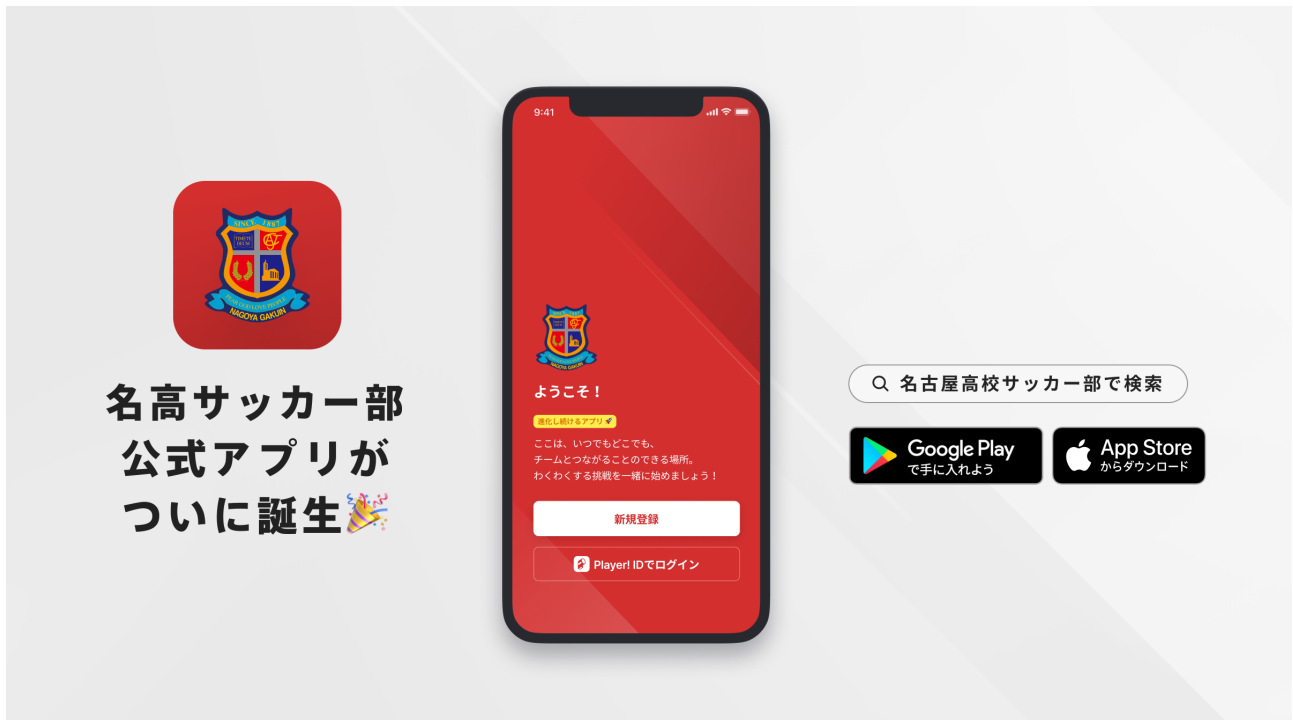 SINCE 1887
NAGOYA GAKUIN
名高サッカー部
公式アプリが
ついに誕生🎉
9:41
ようこそ！
進化し続けるアプリ🚀
ここは、いつでもどこでも、
チームとつながることのできる場所。
わくわくする挑戦を一緒に始めましょう！
新規登録
Player! IDでログイン
名古屋高校サッカー部で検索
Google Play
で手に入れよう
App Store
からダウンロード